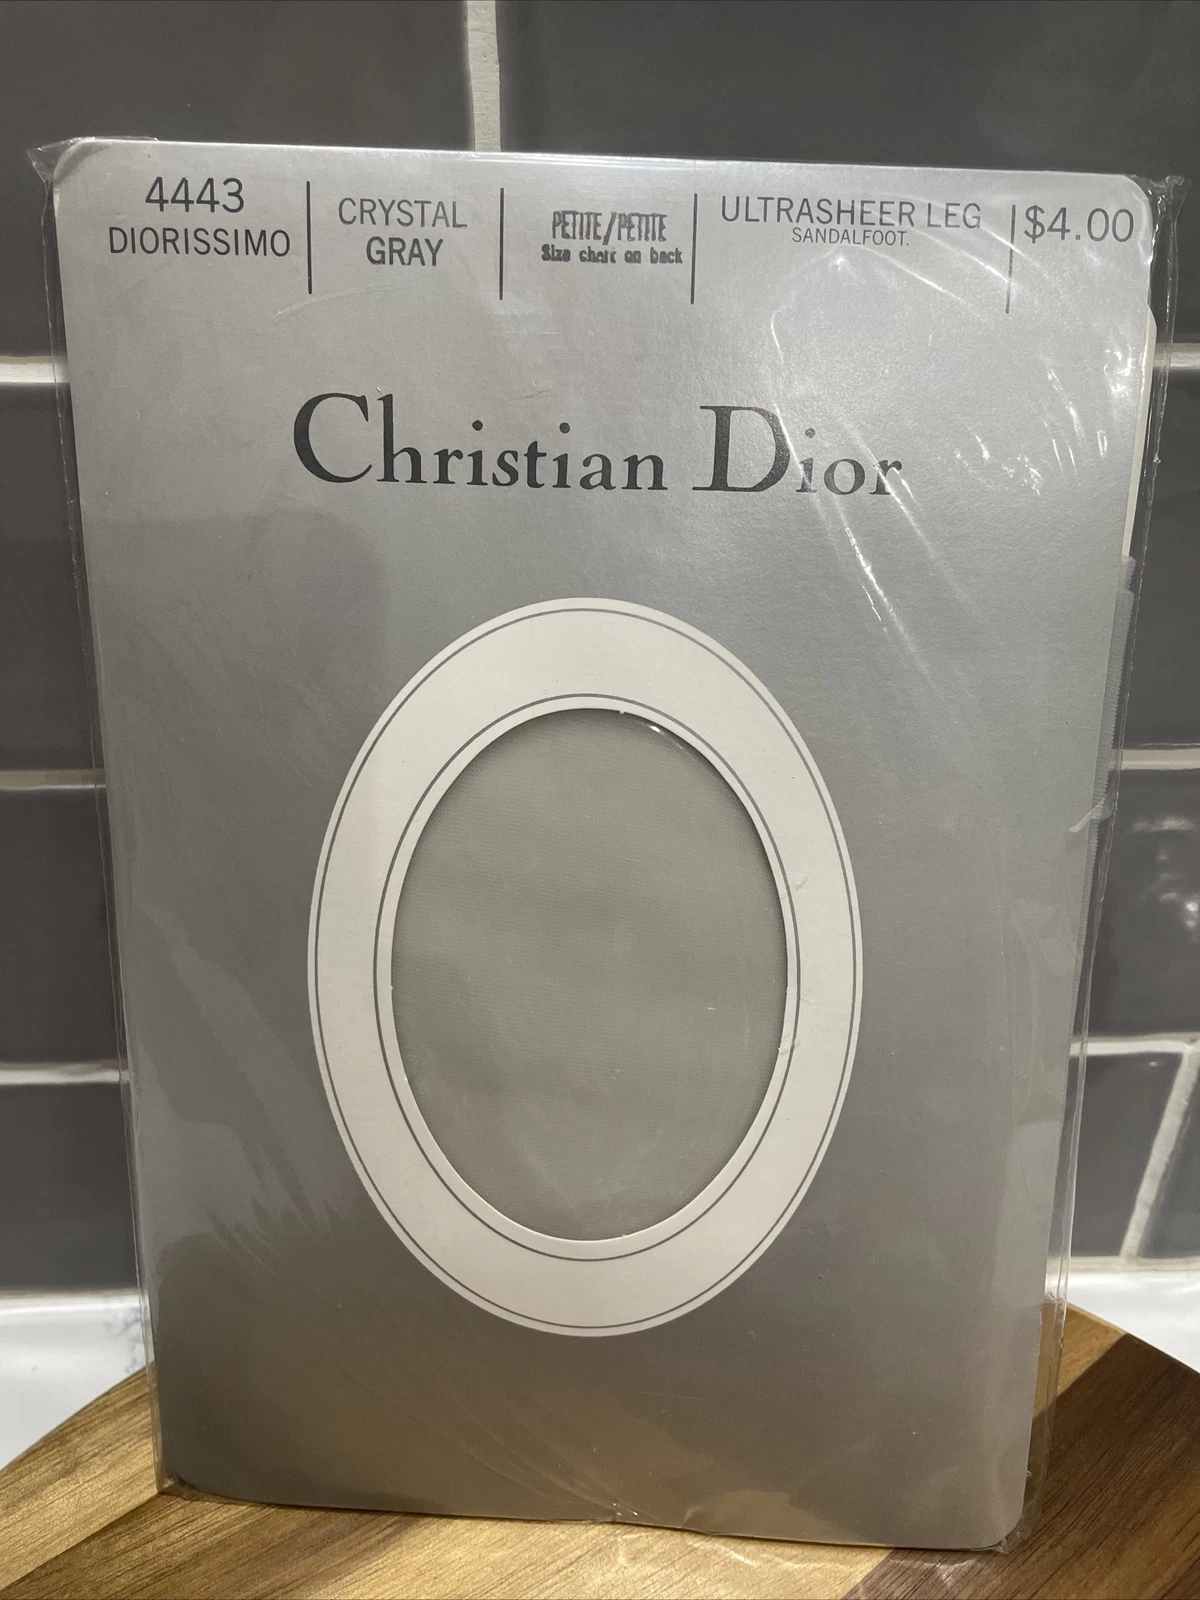 4443
DIORISSIMO
CRYSTAL
GRAY
PETITE/PETITE
Size chart on back
ULTRASHEER LEG
SANDALFOOT.
$4.00
Christian Dior